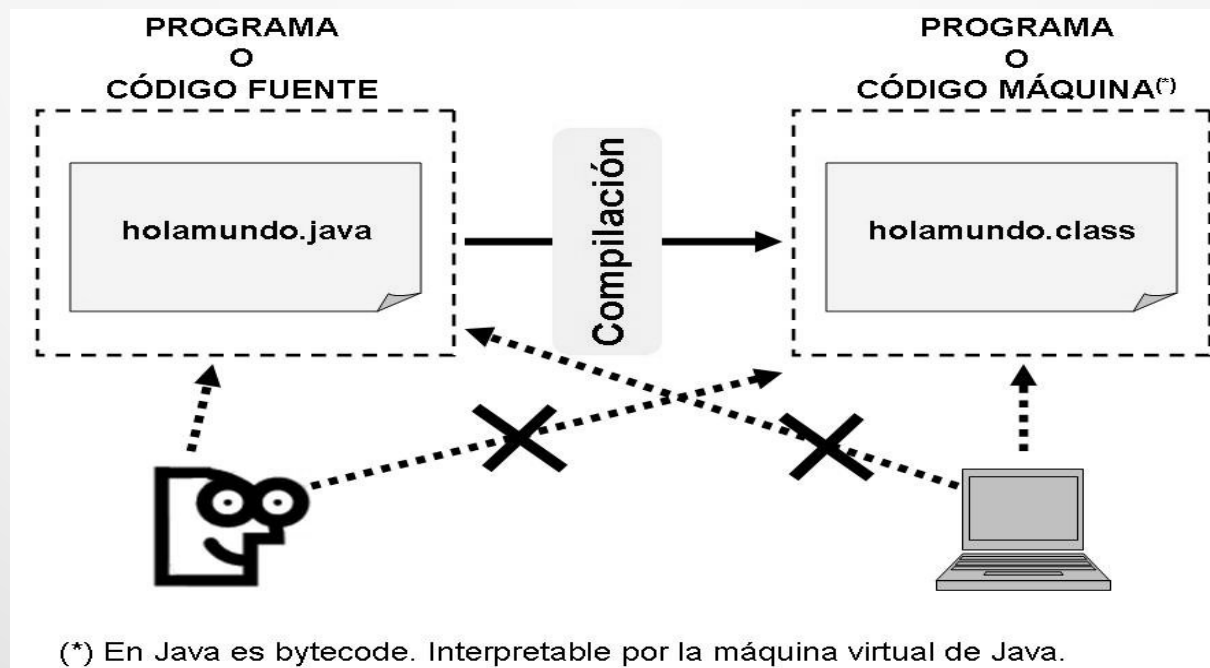 PROGRAMA
O
CÓDIGO FUENTE
holamundo.java
Compilación
PROGRAMA
O
CÓDIGO MÁQUINA(*)
holamundo.class
(*) En Java es bytecode. Interpretable por la máquina virtual de Java.